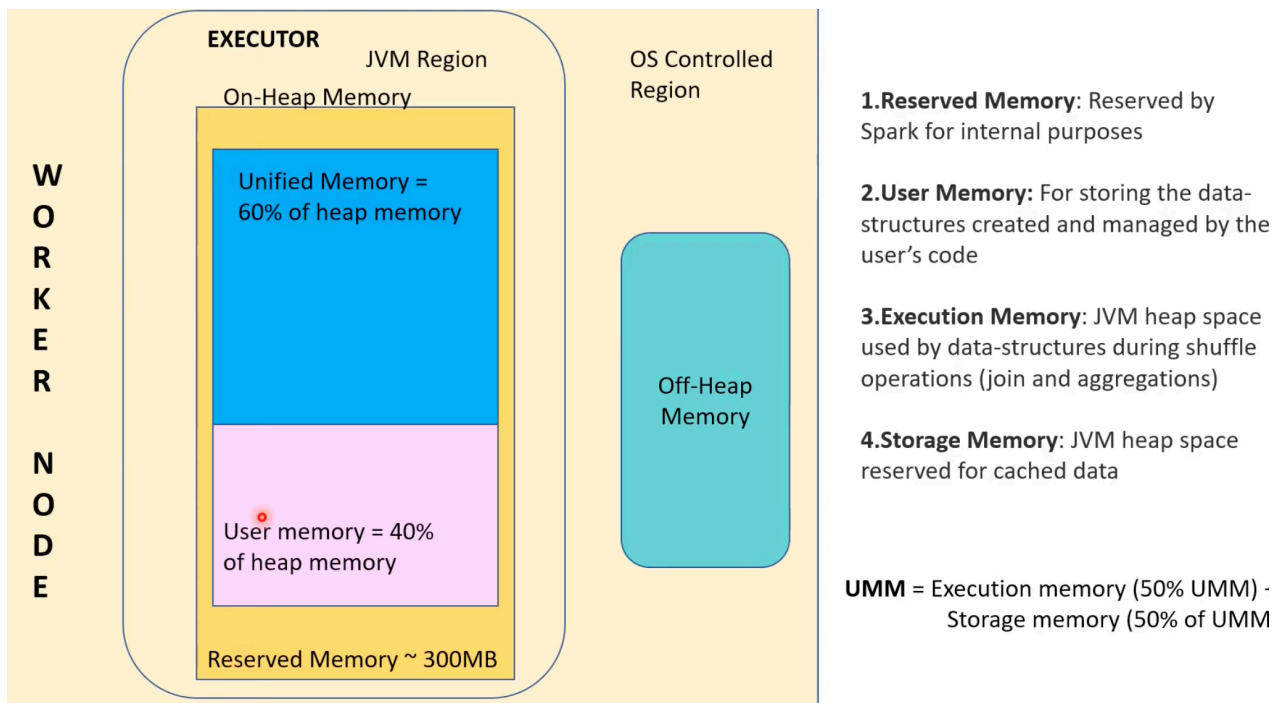 EXECUTOR
JVM Region
On-Heap Memory
OS Controlled
Region
WORKER
NODE
Unified Memory =
60% of heap memory
User memory = 40%
of heap memory
Reserved Memory ~ 300MB
Off-Heap
Memory
1.Reserved Memory: Reserved by
Spark for internal purposes
2.User Memory: For storing the data-
structures created and managed by the
user’s code
3.Execution Memory: JVM heap space
used by data-structures during shuffle
operations (join and aggregations)
4.Storage Memory: JVM heap space
reserved for cached data
UMM = Execution memory (50% UMM)
Storage memory (50% of UMM